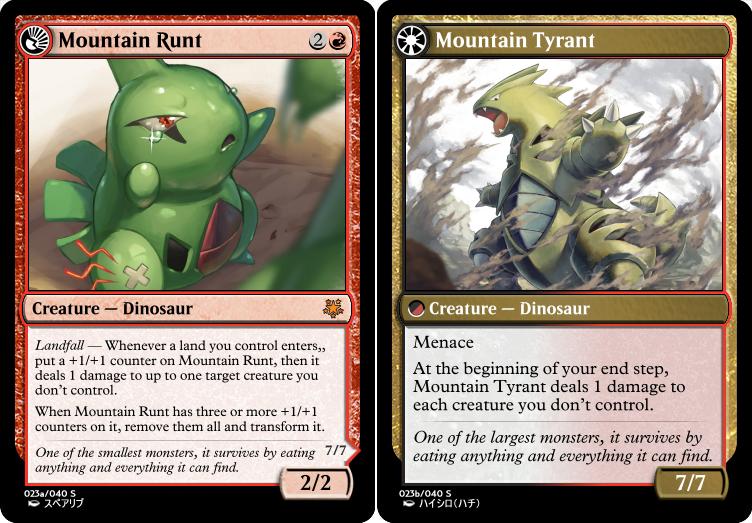 Mountain Runt 2
Creature — Dinosaur
Landfall — Whenever a land you control enters,,
put a +1/+1 counter on Mountain Runt, then it
deals 1 damage to up to one target creature you
don't control.
When Mountain Runt has three or more +1/+1
counters on it, remove them all and transform it.
One of the smallest monsters, it survives by eating
anything and everything it can find.
7/7
2/2
023a/040 S
スペアリブ
Mountain Tyrant
Creature — Dinosaur
Menace
At the beginning of your end step,
Mountain Tyrant deals 1 damage to
each creature you don't control.
One of the largest monsters, it survives by
eating anything and everything it can find.
7/7
023b/040 S
ハイシロ(ハチ)